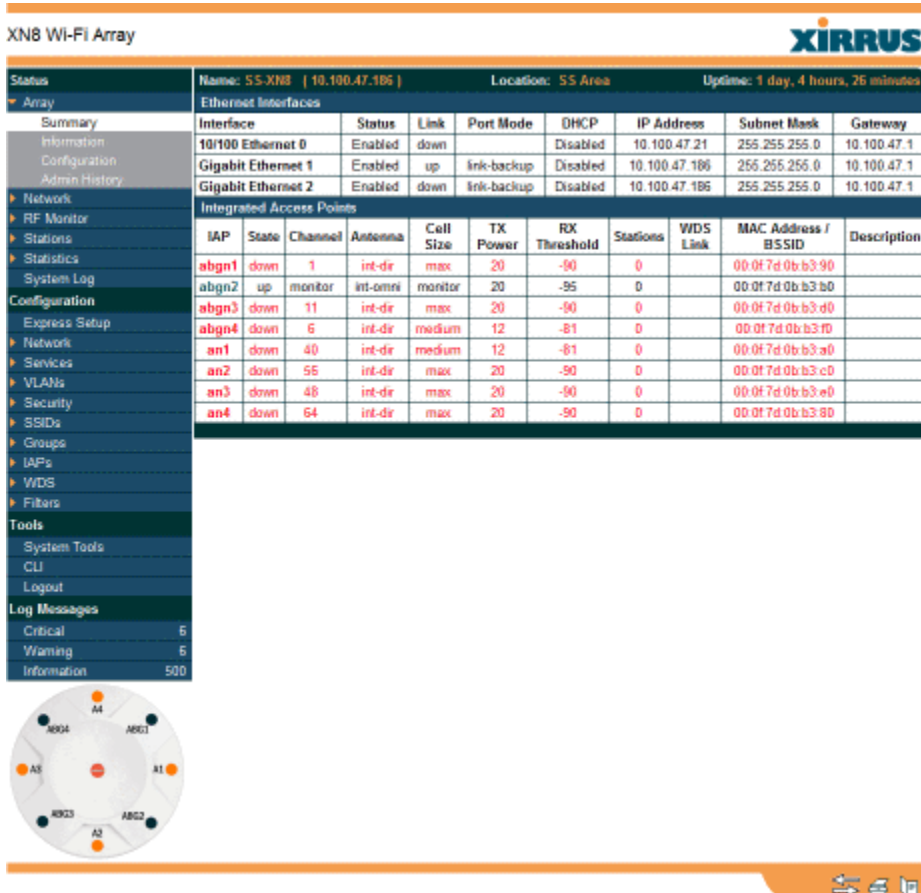 XN8 Wi-Fi Array
XIRRUS
Status
Array
Summary
Information
Configuration
Admin History
Network
RF Monitor
Stations
Statistics
System Log
Configuration
Express Setup
Network
Services
VLANs
Security
SSIDs
Groups
IAPs
WDS
Filters
Tools
System Tools
CLI
Logout
Log Messages
Critical 6
Warning 6
Information 500
Name: SS-XN8 ( 10.100.47.186 ) Location: SS Area Uptime: 1 day, 4 hours, 26 minutes
Ethernet Interfaces
Interface Status Link Port Mode DHCP IP Address Subnet Mask Gateway
10/100 Ethernet 0 Enabled down Disabled 10.100.47.21 255.255.255.0 10.100.47.1
Gigabit Ethernet 1 Enabled up link-backup Disabled 10.100.47.186 255.255.255.0 10.100.47.1
Gigabit Ethernet 2 Enabled down link-backup Disabled 10.100.47.186 255.255.255.0 10.100.47.1
Integrated Access Points
IAP State Channel Antenna Cell Size TX Power RX Threshold Stations WDS Link MAC Address / BSSID Description
abgn1 down 1 int-dir max 20 -90 0 00:0f:7d:0b:b3:90
abgn2 up monitor int-omni monitor 20 -95 0 00:0f:7d:0b:b3:b0
abgn3 down 11 int-dir max 20 -90 0 00:0f:7d:0b:b3:d0
abgn4 down 6 int-dir medium 12 -81 0 00:0f:7d:0b:b3:f0
an1 down 40 int-dir medium 12 -81 0 00:0f:7d:0b:b3:a0
an2 down 56 int-dir max 20 -90 0 00:0f:7d:0b:b3:c0
an3 down 48 int-dir max 20 -90 0 00:0f:7d:0b:b3:e0
an4 down 64 int-dir max 20 -90 0 00:0f:7d:0b:b3:80
A4
ABG4 ABG1
A3 A1
ABG3 ABG2
A2